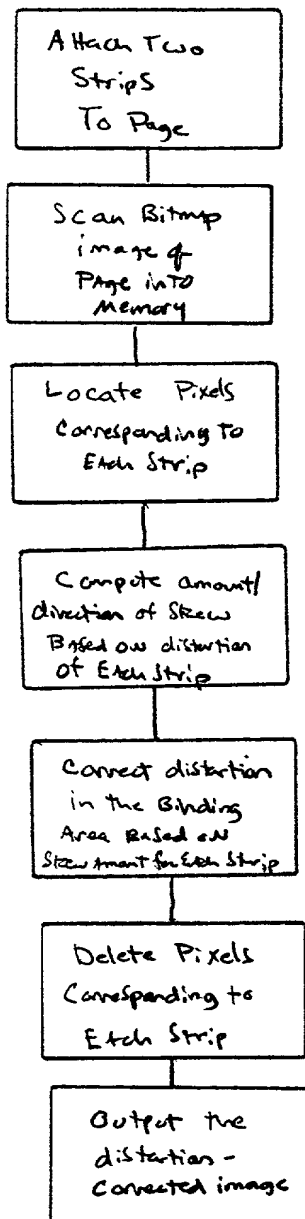 Attach Two
Strips
To Page
Scan Bitmap
image of
Page into
Memory
Locate Pixels
Corresponding To
Each Strip
Compute amount/
direction of Skew
Based on distortion
of Each Strip
Correct distortion
in the Binding
Area Based on
Skew Amount for Each Strip
Delete Pixels
Corresponding to
Each Strip
Output the
distortion-
Corrected image